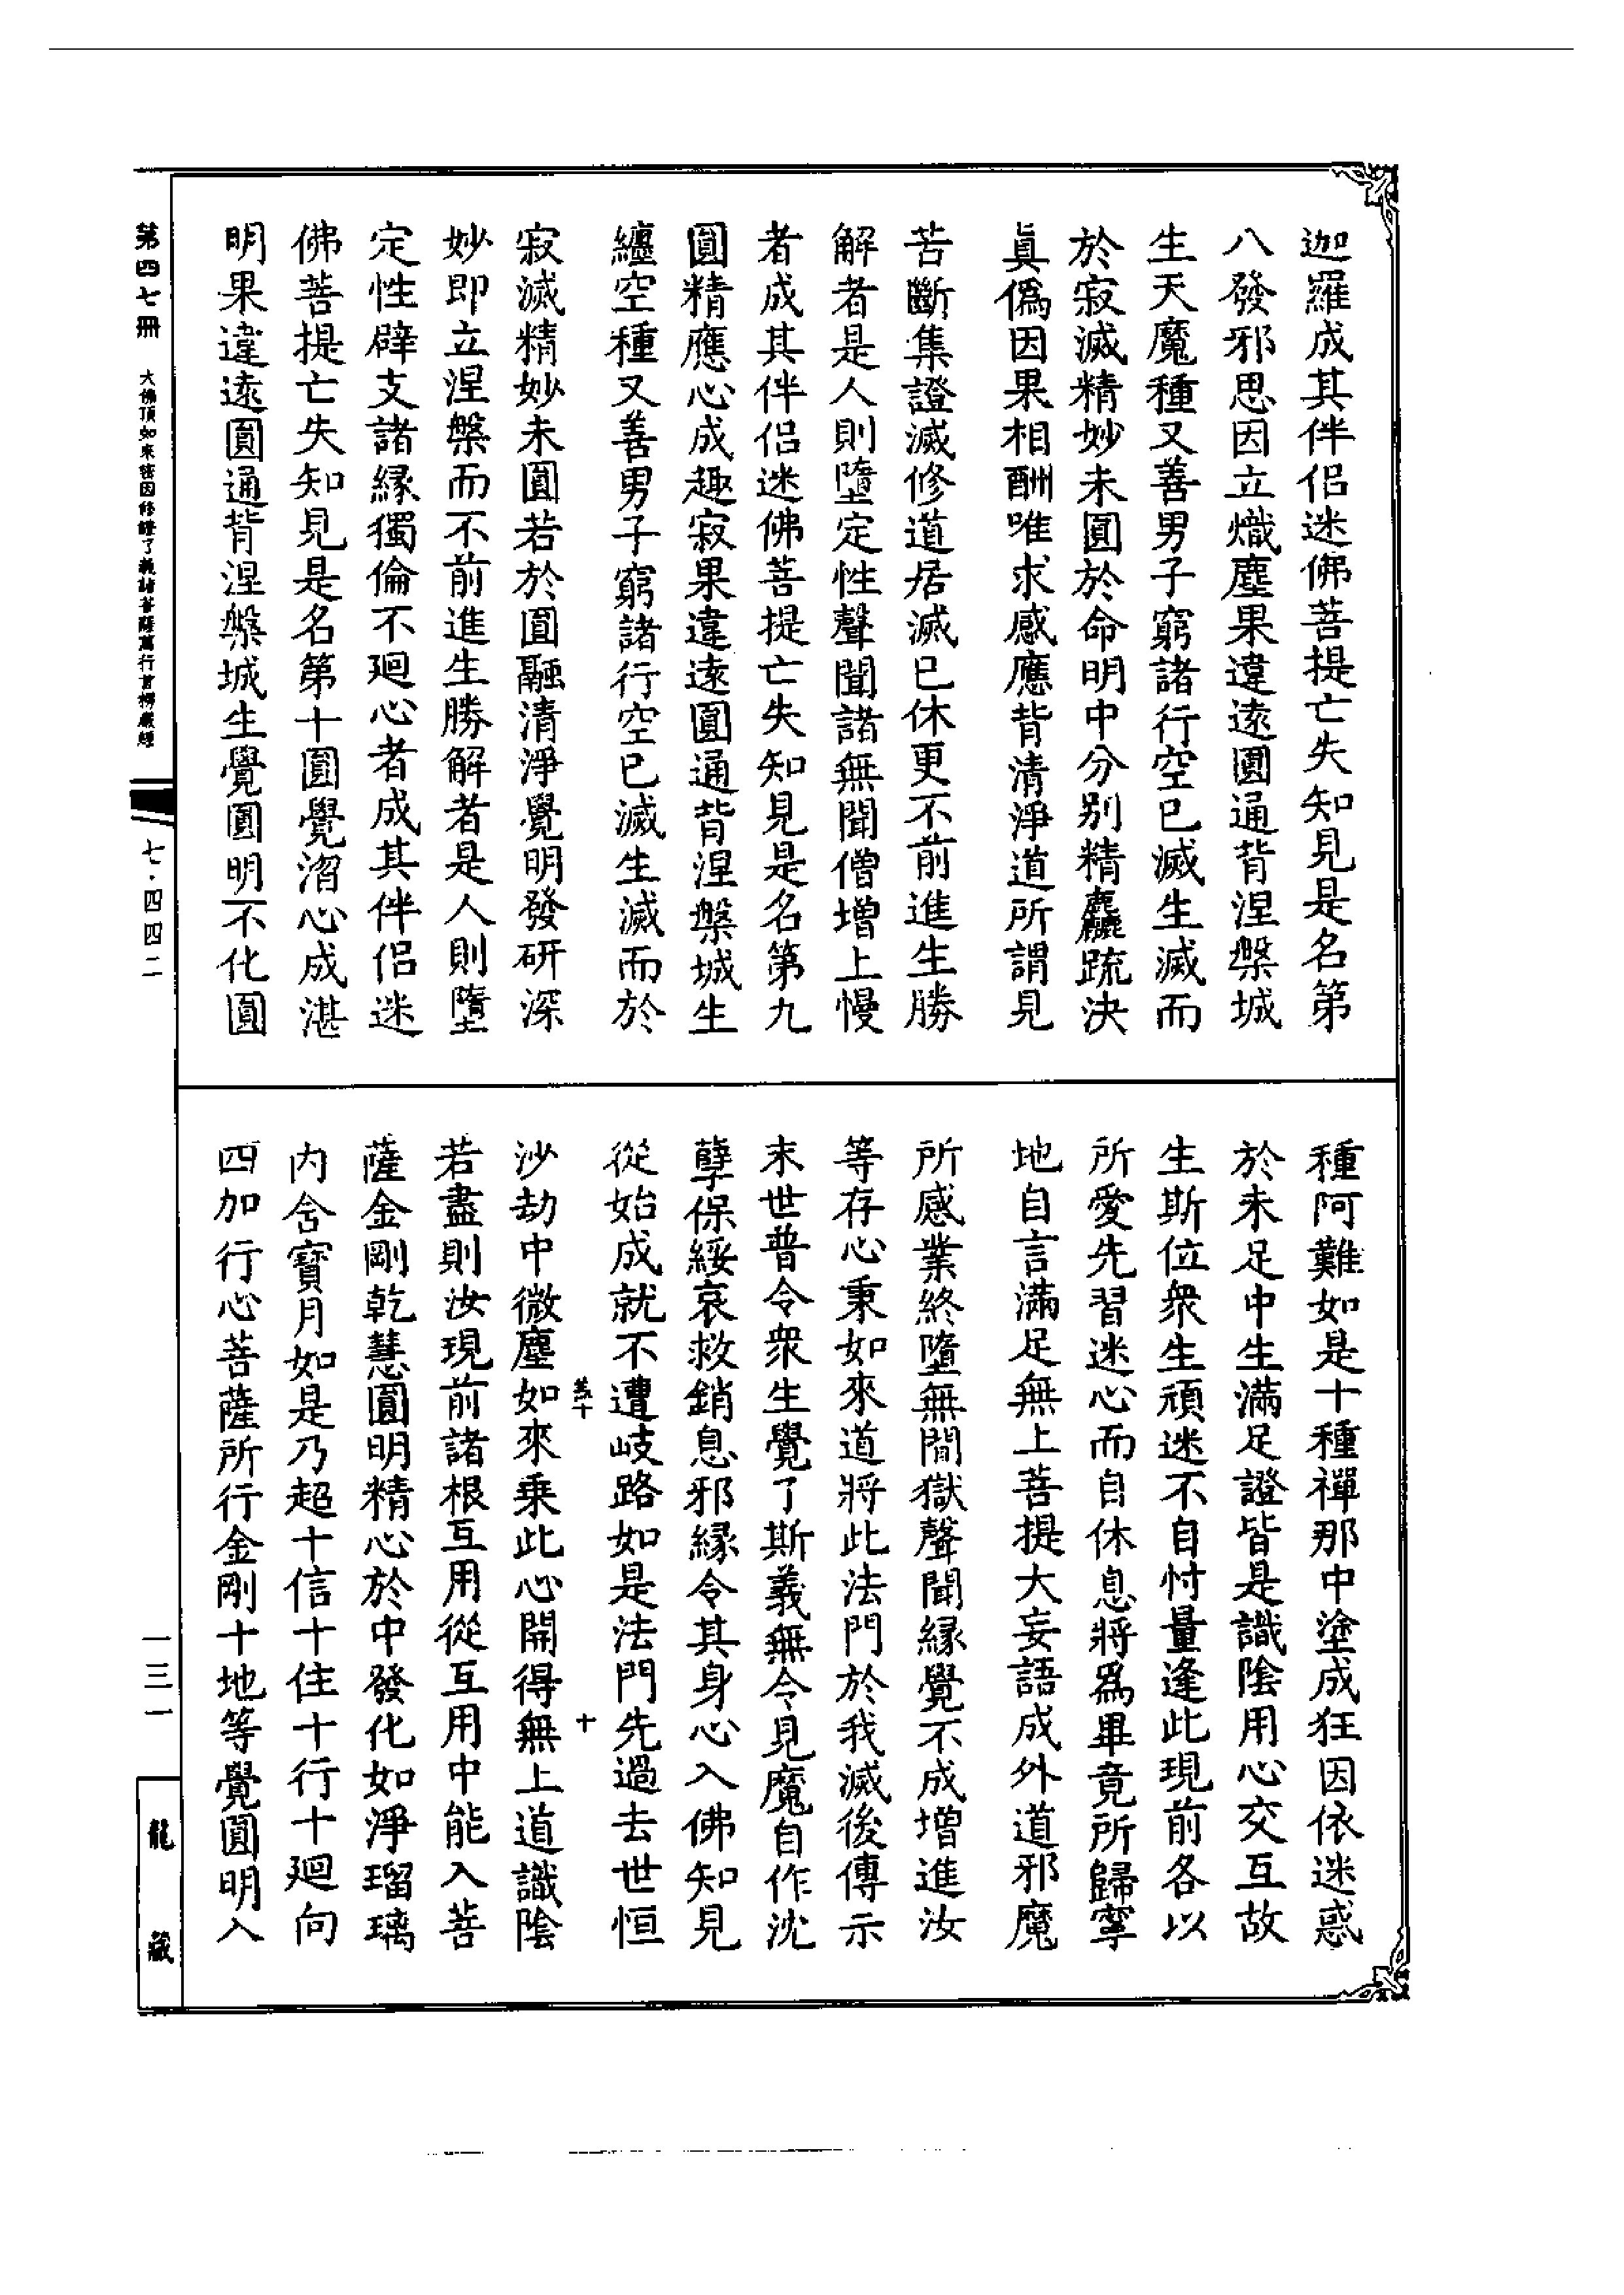 迦羅成其伴侶迷佛菩提亡失知見是名第
八發邪思因立熾塵果違遠圓通背涅槃城
生天魔種又善男子窮諸行空已滅生滅而
於寂滅精妙未圓於命明中分別精麤疏決
眞僞因果相酬唯求感應背清淨道所謂見
苦斷集證滅修道居滅已休更不前進生勝
解者是人則墮定性聲聞諸無聞僧增上慢
者成其伴侶迷佛菩提亡失知見是名第九
圓精應心成趣寂果違遠圓通背涅槃城生
纏空種又善男子窮諸行空已滅生滅而於
寂滅精妙未圓若於圓融清淨覺明發研深
妙即立涅槃而不前進生勝解者是人則墮
定性辟支諸緣獨倫不廻心者成其伴侶迷
佛菩提亡失知見是名第十圓覺㳷心成湛
明果違遠圓通背涅槃城生覺圓明不化圓
種阿難如是十種禪那中塗成狂因依迷惑
於未足中生滿足證皆是識陰用心交互故
生斯位衆生頑迷不自忖量逢此現前各以
所愛先習迷心而自休息將爲畢竟所歸寧
地自言滿足無上菩提大妄語成外道邪魔
所感業終墮無間獄聲聞緣覺不成增進汝
等存心秉如來道將此法門於我滅後傳示
末世普令衆生覺了斯義無令見魔自作沈
孽保綏哀救銷息邪緣令其身心入佛知見
從始成就不遭岐路如是法門先過去世恒
沙劫中微塵如來乘此心開得無上道識陰
若盡則汝現前諸根互用從互用中能入菩
薩金剛乾慧圓明精心於中發化如淨瑠璃
內含寶月如是乃超十信十住十行十廻向
四加行心菩薩所行金剛十地等覺圓明入
十
第四七冊
大佛頂如來密因修證了義諸菩薩萬行首楞嚴經
七·四四二
一三一
龍藏